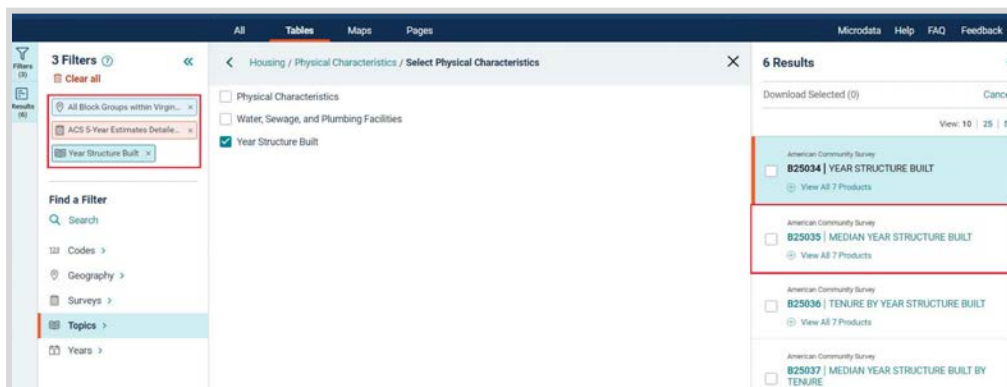 All Tables Maps Pages Microdata Help FAQ Feedback
Filters
(3)
Results
(6)
3 Filters
Clear all
All Block Groups within Virgin...
ACS 5-Year Estimates Detaile...
Year Structure Built
Find a Filter
Search
Codes
Geography
Surveys
Topics
Years
Housing / Physical Characteristics / Select Physical Characteristics
Physical Characteristics
Water, Sewage, and Plumbing Facilities
Year Structure Built
6 Results
Download Selected (0)
View: 10 | 25 |
American Community Survey
B25034 | YEAR STRUCTURE BUILT
View All 7 Products
American Community Survey
B25035 | MEDIAN YEAR STRUCTURE BUILT
View All 7 Products
American Community Survey
B25036 | TENURE BY YEAR STRUCTURE BUILT
View All 7 Products
American Community Survey
B25037 | MEDIAN YEAR STRUCTURE BUILT BY
TENURE